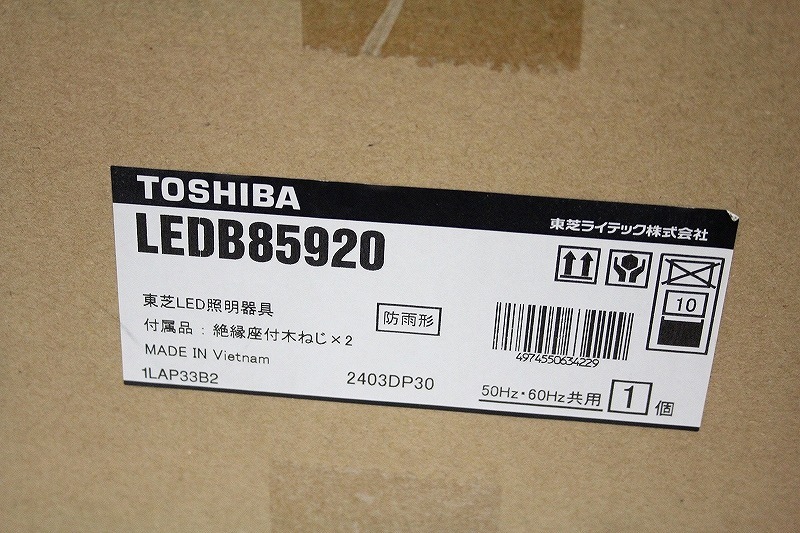 TOSHIBA
東芝ライテック株式会社
LEDB85920
東芝LED照明器具
付属品：絶縁座付木ねじ×2
防雨形
MADE IN Vietnam
1LAP33B2
2403DP30
4974550634229
10
50Hz・60Hz共用
1個